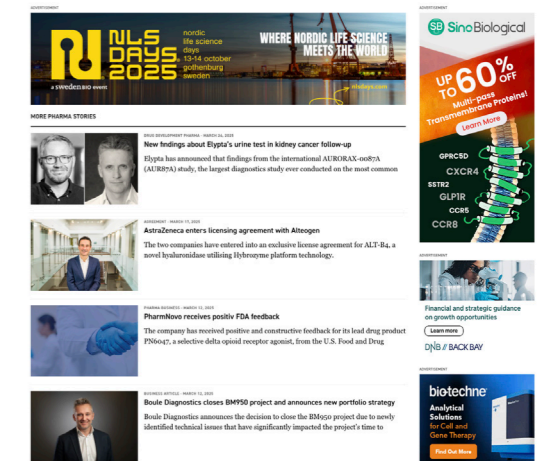 ADVERTISEMENT
NLS
DAYS
2025
nordic
life science
days
13-14 october
gothenburg
sweden
WHERE NORDIC LIFE SCIENCE
MEETS THE WORLD
a SWEDENBIO event
nlsdays.com
MORE PHARMA STORIES
DRUG DEVELOPMENT PHARMA - MARCH 24, 2025
New findings about Elypta's urine test in kidney cancer follow-up
Elypta has announced that findings from the international AURORAX-0087A
(AUR87A) study, the largest diagnostics study ever conducted on the most common
AGREEMENT - MARCH 17, 2025
AstraZeneca enters licensing agreement with Alteogen
The two companies have entered into an exclusive license agreement for ALT-B4, a
novel hyaluronidase utilising Hybrozyme platform technology.
PHARMA BUSINESS - MARCH 12, 2025
PharmNovo receives positiv FDA feedback
The company has received positive and constructive feedback for its lead drug product
PN6047, a selective delta opioid receptor agonist, from the U.S. Food and Drug
BUSINESS ARTICLE - MARCH 12, 2025
Boule Diagnostics closes BM950 project and announces new portfolio strategy
Boule Diagnostics announces the decision to close the BM950 project due to newly
identified technical issues that have significantly impacted the project's time to
ADVERTISEMENT
SB Sino Biological
UP TO 60% OFF
Multi-pass
Transmembrane Proteins!
Learn More
GPRC5D
CXCR4
SSTR2
GLP1R
CCR5
CCR8
ADVERTISEMENT
Financial and strategic guidance
on growth opportunities
Learn more
DNB // BACK BAY
ADVERTISEMENT
bio-techne
Analytical
Solutions
for Cell and
Gene Therapy
Find Out More